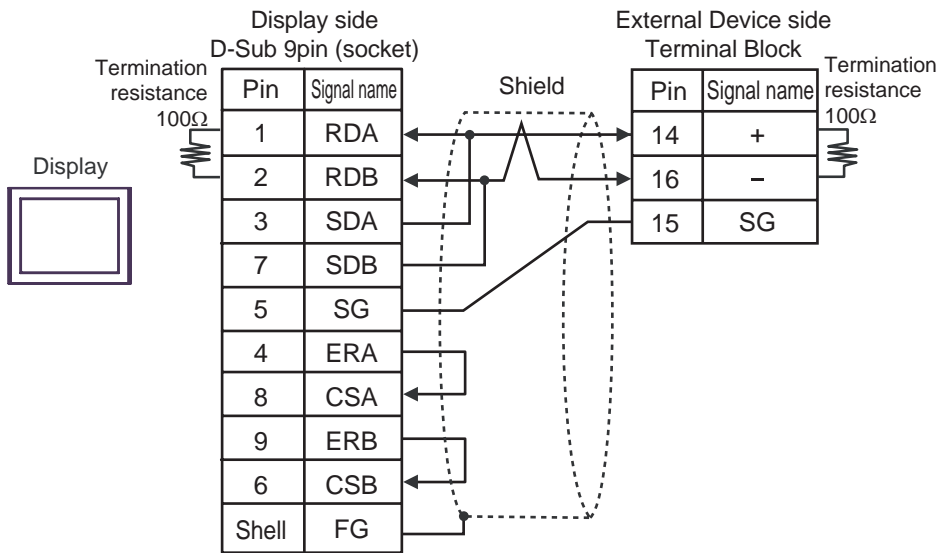 Display side
D-Sub 9pin (socket)
External Device side
Terminal Block
Termination
resistance
100Ω
Shield
Termination
resistance
100Ω
Display
Pin Signal name
1 RDA
2 RDB
3 SDA
7 SDB
5 SG
4 ERA
8 CSA
9 ERB
6 CSB
Shell FG
Pin Signal name
14 +
16 −
15 SG